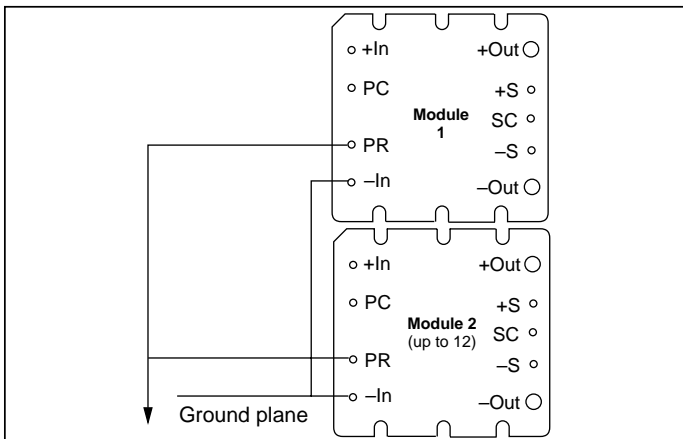 +In
+Out
PC
+S
Module
1
SC
PR
–S
–In
–Out
+In
+Out
PC
+S
Module 2
(up to 12)
SC
PR
–S
–In
–Out
Ground plane